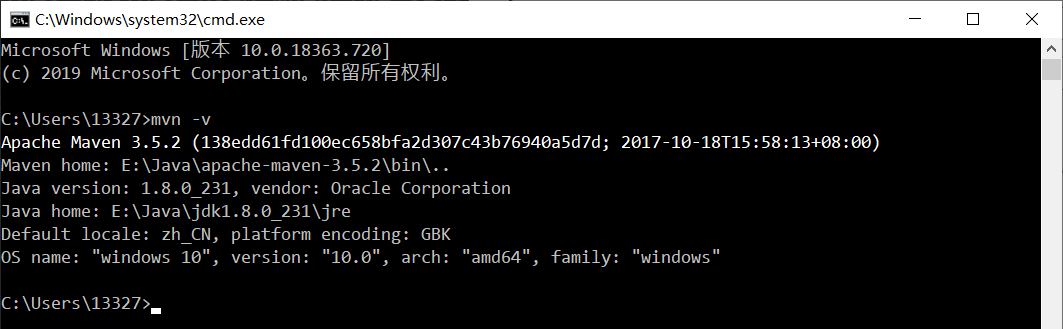 C:\Windows\system32\cmd.exe
Microsoft Windows [版本 10.0.18363.720]
(c) 2019 Microsoft Corporation。保留所有权利。
C:\Users\13327>mvn -v
Apache Maven 3.5.2 (138edd61fd100ec658bfa2d307c43b76940a5d7d; 2017-10-18T15:58:13+08:00)
Maven home: E:\Java\apache-maven-3.5.2\bin\..
Java version: 1.8.0_231, vendor: Oracle Corporation
Java home: E:\Java\jdk1.8.0_231\jre
Default locale: zh_CN, platform encoding: GBK
OS name: "windows 10", version: "10.0", arch: "amd64", family: "windows"
C:\Users\13327>